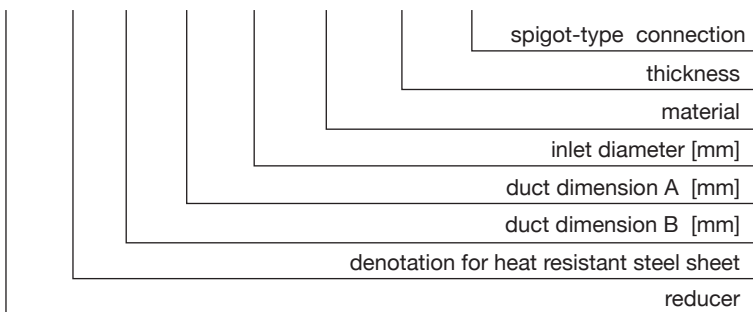 spigot-type connection
thickness
material
inlet diameter [mm]
duct dimension A [mm]
duct dimension B [mm]
denotation for heat resistant steel sheet
reducer